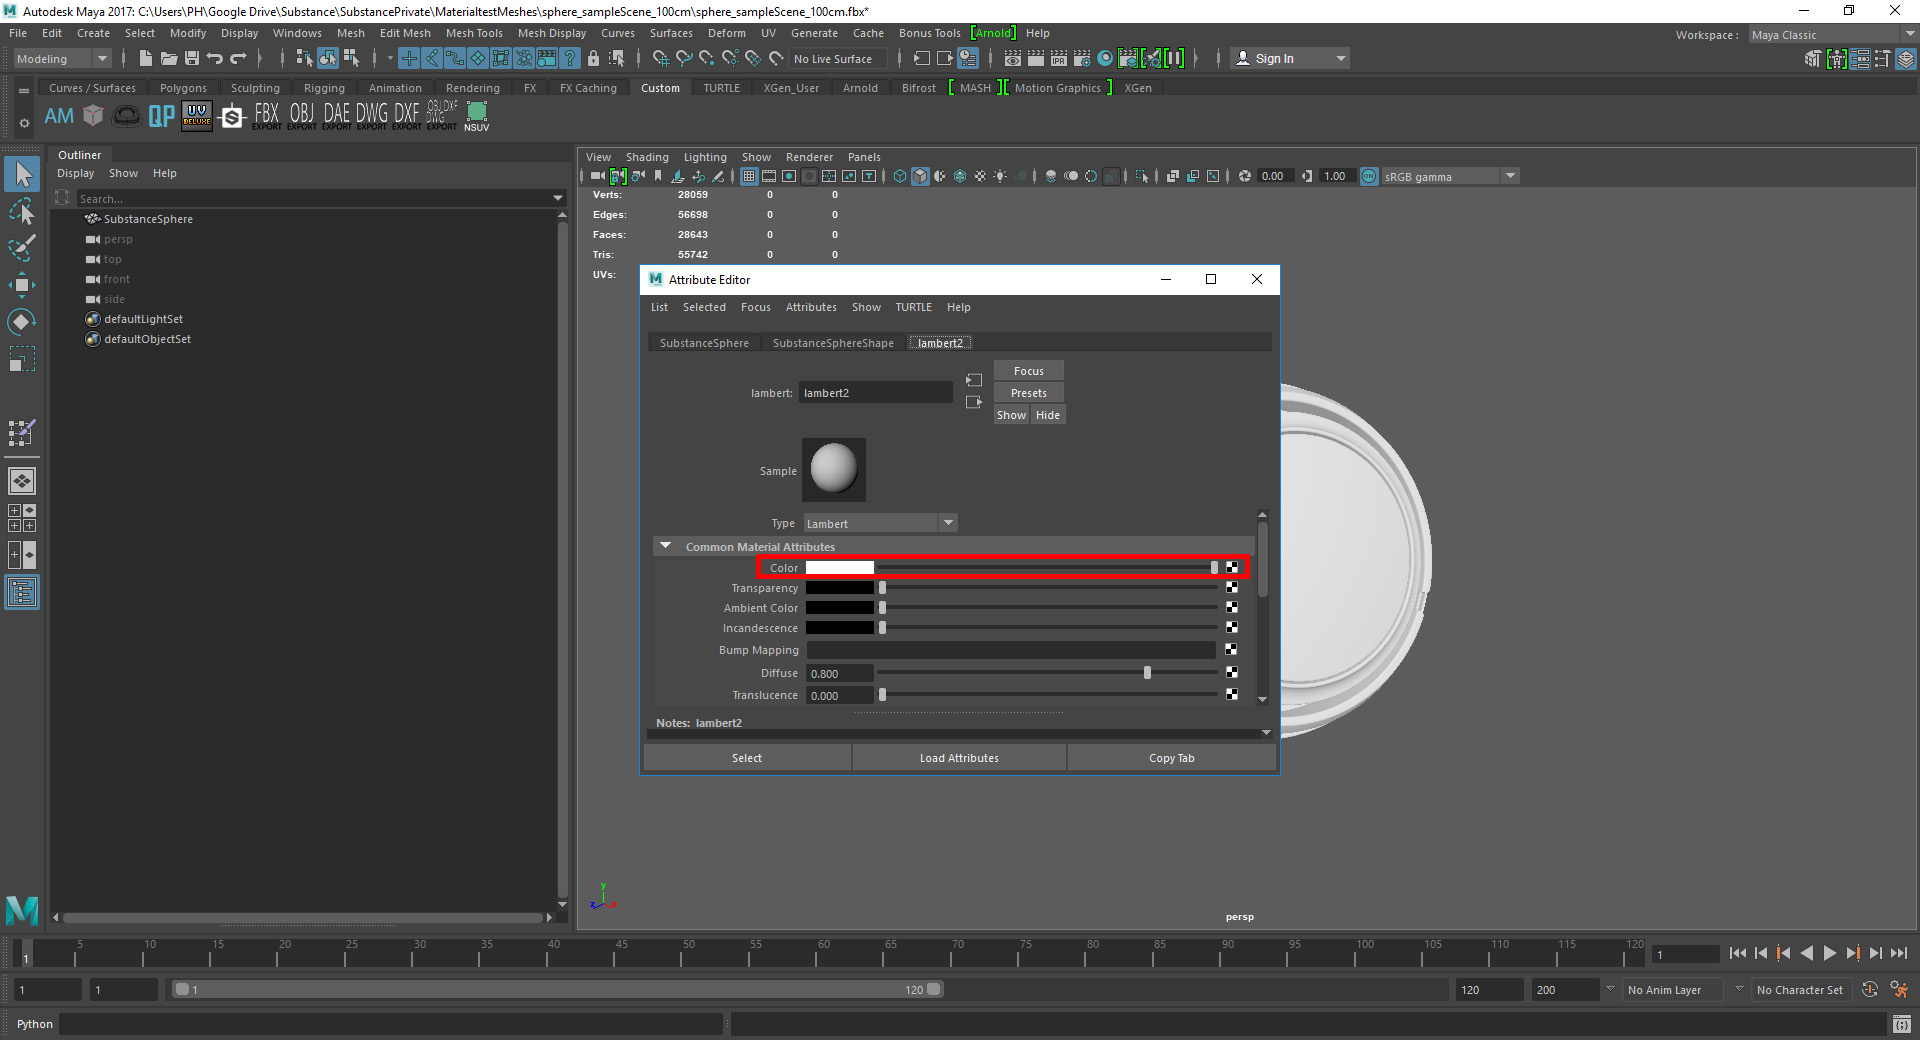 Autodesk Maya 2017: C:\Users\PH\Google Drive\Substance\SubstancePrivate\MaterialtestMeshes\sphere_sampleScene_100cm\sphere_sampleScene_100cm.fbx*
File Edit Create Select Modify Display Windows Mesh Edit Mesh Mesh Tools Mesh Display Curves Surfaces Deform UV Generate Cache Bonus Tools [Arnold] Help
Workspace : Maya Classic
Modeling No Live Surface IPR Sign In
Curves / Surfaces Polygons Sculpting Rigging Animation Rendering FX FX Caching Custom TURTLE XGen_User Arnold Bifrost [ MASH ][ Motion Graphics ] XGen
AM QP UV DELUXE FBX EXPORT OBJ EXPORT DAE EXPORT DWG EXPORT DXF EXPORT OBJ DXF DWG EXPORT NSUV
Outliner
Display Show Help
Search...
SubstanceSphere
persp
top
front
side
defaultLightSet
defaultObjectSet
View Shading Lighting Show Renderer Panels
0.00 1.00 ON sRGB gamma
Verts: 28059 0 0
Edges: 56698 0 0
Faces: 28643 0 0
Tris: 55742 0 0
UVs:
Attribute Editor
List Selected Focus Attributes Show TURTLE Help
SubstanceSphere SubstanceSphereShape lambert2
Focus
lambert: lambert2 Presets
Show Hide
Sample
Type Lambert
Common Material Attributes
Color
Transparency
Ambient Color
Incandescence
Bump Mapping
Diffuse 0.800
Translucence 0.000
Notes: lambert2
Select Load Attributes Copy Tab
y
z x
persp
5 10 15 20 25 30 35 40 45 50 55 60 65 70 75 80 85 90 95 100 105 110 115 120
1 1
1 1 1 120 120 200 No Anim Layer No Character Set
Python